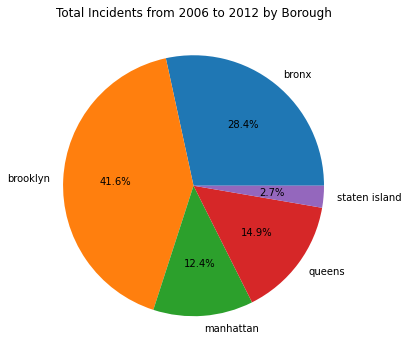 Total Incidents from 2006 to 2012 by Borough
bronx
28.4%
brooklyn
41.6%
2.7%
staten island
14.9%
12.4%
queens
manhattan